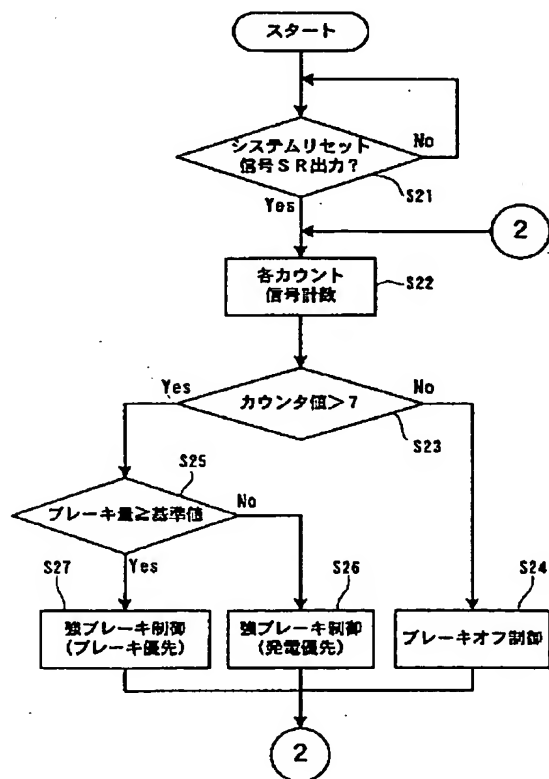 スタート
システムリセット
信号SR出力？
No
S21
Yes
2
各カウント
信号計数
S22
Yes
カウンタ値＞7
No
S23
S25
ブレーキ量≧基準値
No
Yes
S27
強ブレーキ制御
(ブレーキ優先)
S26
強ブレーキ制御
(発電優先)
S24
ブレーキオフ制御
2